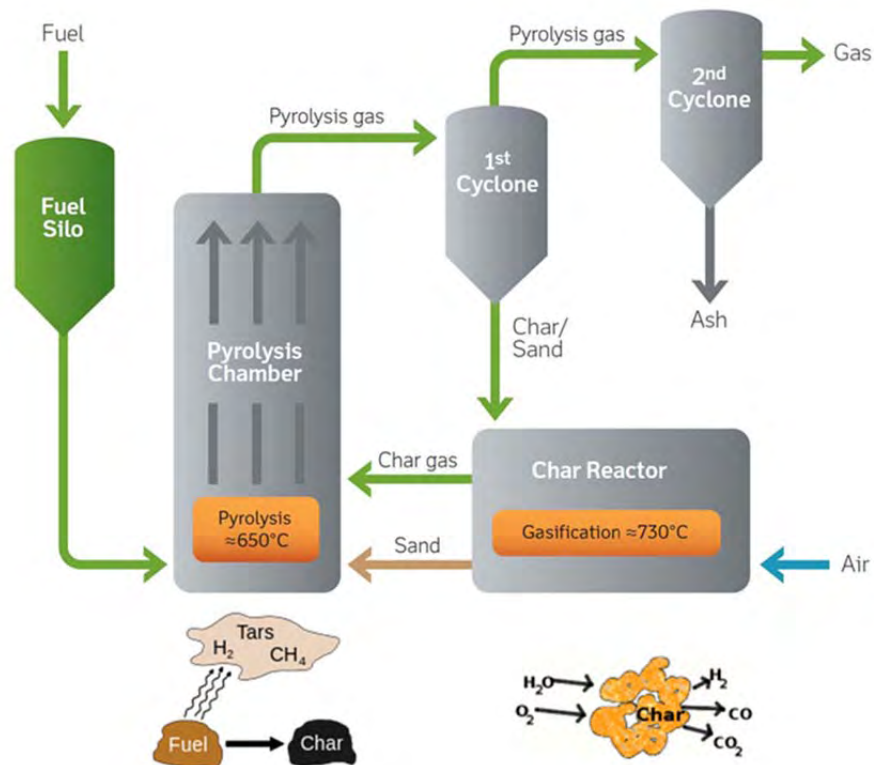 Fuel
Fuel
Silo
Pyrolysis gas
Pyrolysis gas
Gas
1st
Cyclone
2nd
Cyclone
Ash
Char/
Sand
Pyrolysis
Chamber
Pyrolysis
≈650°C
Char gas
Sand
Char Reactor
Gasification ≈730°C
Air
Tars
H₂
CH₄
Fuel
Char
H₂O
O₂
Char
H₂
CO
CO₂